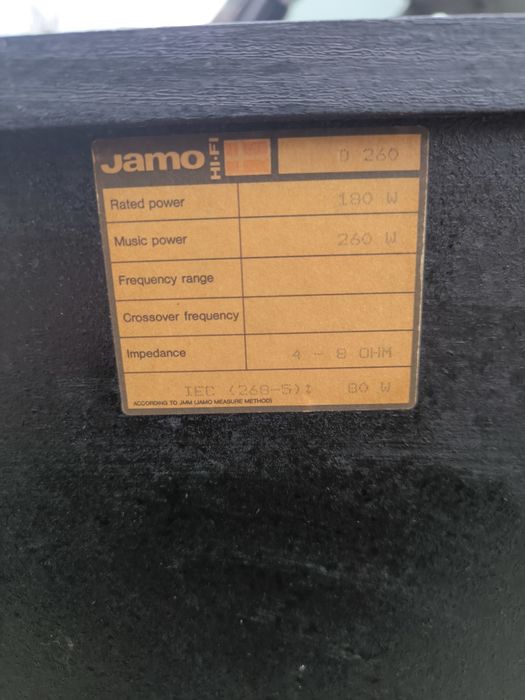 Jamo HI-FI D 260
Rated power 180 W
Music power 260 W
Frequency range
Crossover frequency
Impedance 4 - 8 OHM
IEC (268-5): 80 W
ACCORDING TO JMM (JAMO MEASURE METHOD)